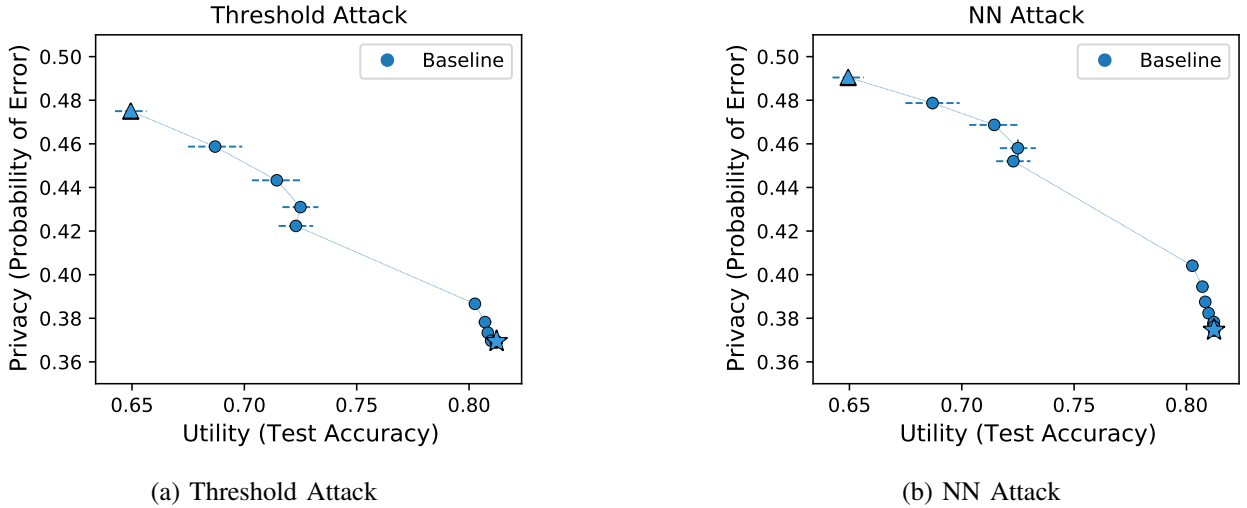 Threshold Attack
Baseline
0.50
0.48
0.46
0.44
0.42
0.40
0.38
0.36
Privacy (Probability of Error)
0.65
0.70
0.75
0.80
Utility (Test Accuracy)
(a) Threshold Attack
NN Attack
Baseline
0.50
0.48
0.46
0.44
0.42
0.40
0.38
0.36
Privacy (Probability of Error)
0.65
0.70
0.75
0.80
Utility (Test Accuracy)
(b) NN Attack